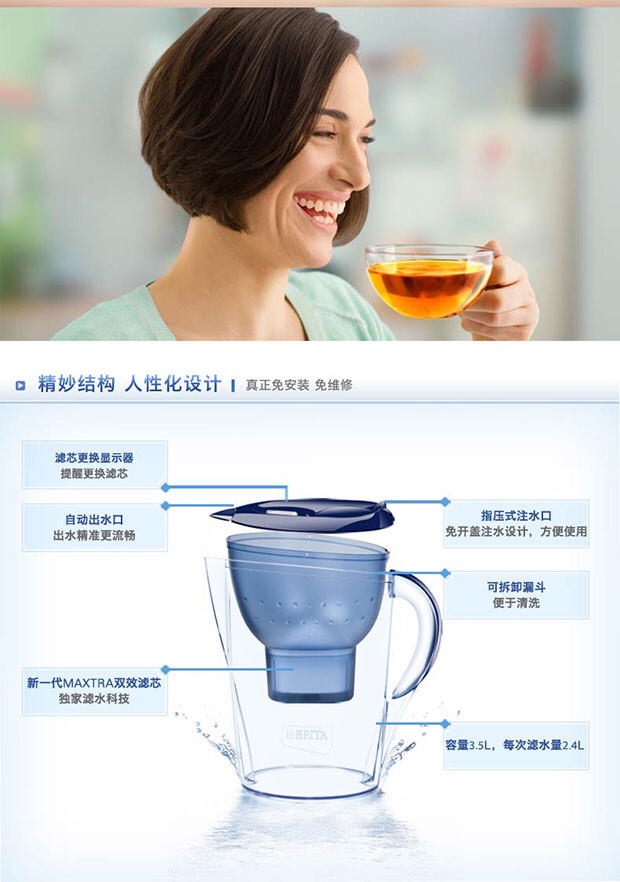 精妙结构 人性化设计 真正免安装 免维修
滤芯更换显示器
提醒更换滤芯
自动出水口
出水精准更流畅
指压式注水口
免开盖注水设计，方便使用
可拆卸漏斗
便于清洗
新一代MAXTRA双效滤芯
独家滤水科技
BRITA
容量3.5L，每次滤水量2.4L